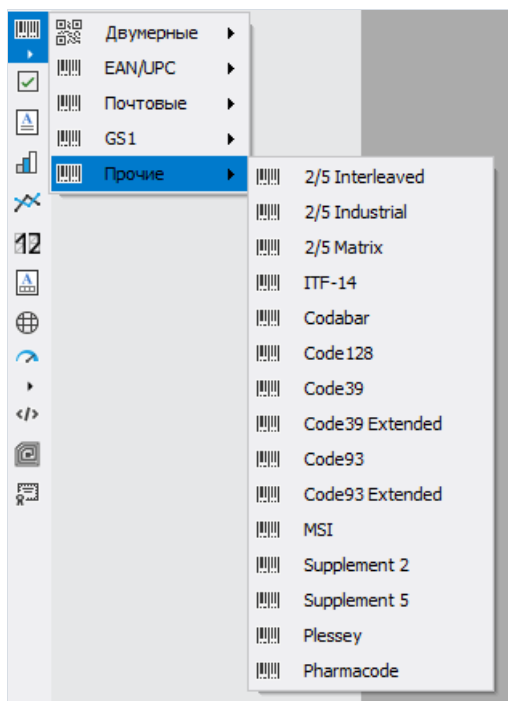 Двумерные
EAN/UPC
Почтовые
GS1
Прочие
2/5 Interleaved
2/5 Industrial
2/5 Matrix
ITF-14
Codabar
Code128
Code39
Code39 Extended
Code93
Code93 Extended
MSI
Supplement 2
Supplement 5
Plessey
Pharmacode